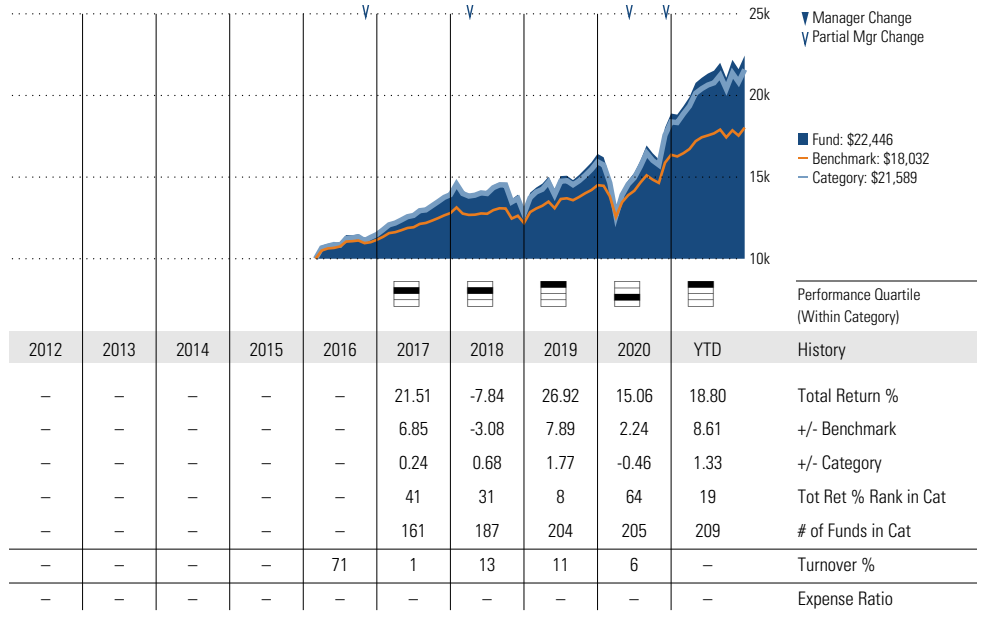 25k
Manager Change
Partial Mgr Change
20k
Fund: $22,446
Benchmark: $18,032
15k
Category: $21,589
10k
Performance Quartile
(Within Category)
2012 2013 2014 2015 2016 2017 2018 2019 2020 YTD History
– – – – – 21.51 -7.84 26.92 15.06 18.80 Total Return %
– – – – – 6.85 -3.08 7.89 2.24 8.61 +/- Benchmark
– – – – – 0.24 0.68 1.77 -0.46 1.33 +/- Category
– – – – – 41 31 8 64 19 Tot Ret % Rank in Cat
– – – – – 161 187 204 205 209 # of Funds in Cat
– – – – 71 1 13 11 6 – Turnover %
– – – – – – – – – – Expense Ratio